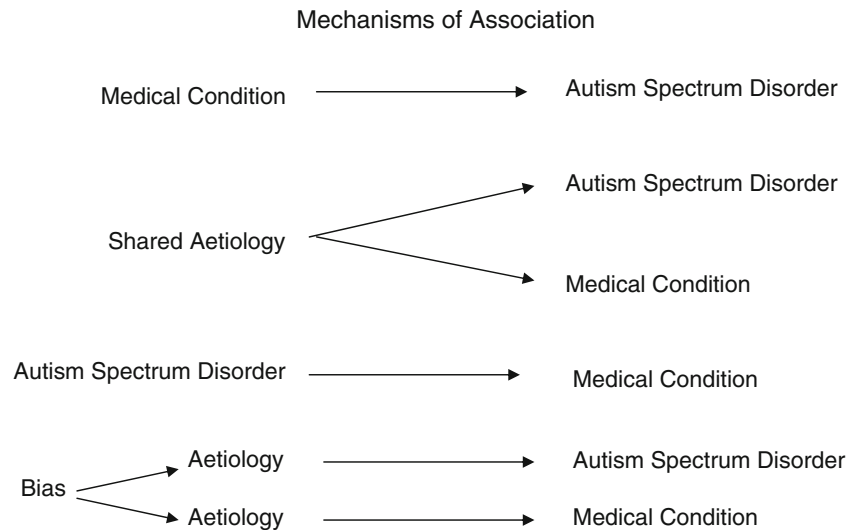 Mechanisms of Association
Medical Condition
Autism Spectrum Disorder
Shared Aetiology
Autism Spectrum Disorder
Medical Condition
Autism Spectrum Disorder
Medical Condition
Bias
Aetiology
Autism Spectrum Disorder
Aetiology
Medical Condition